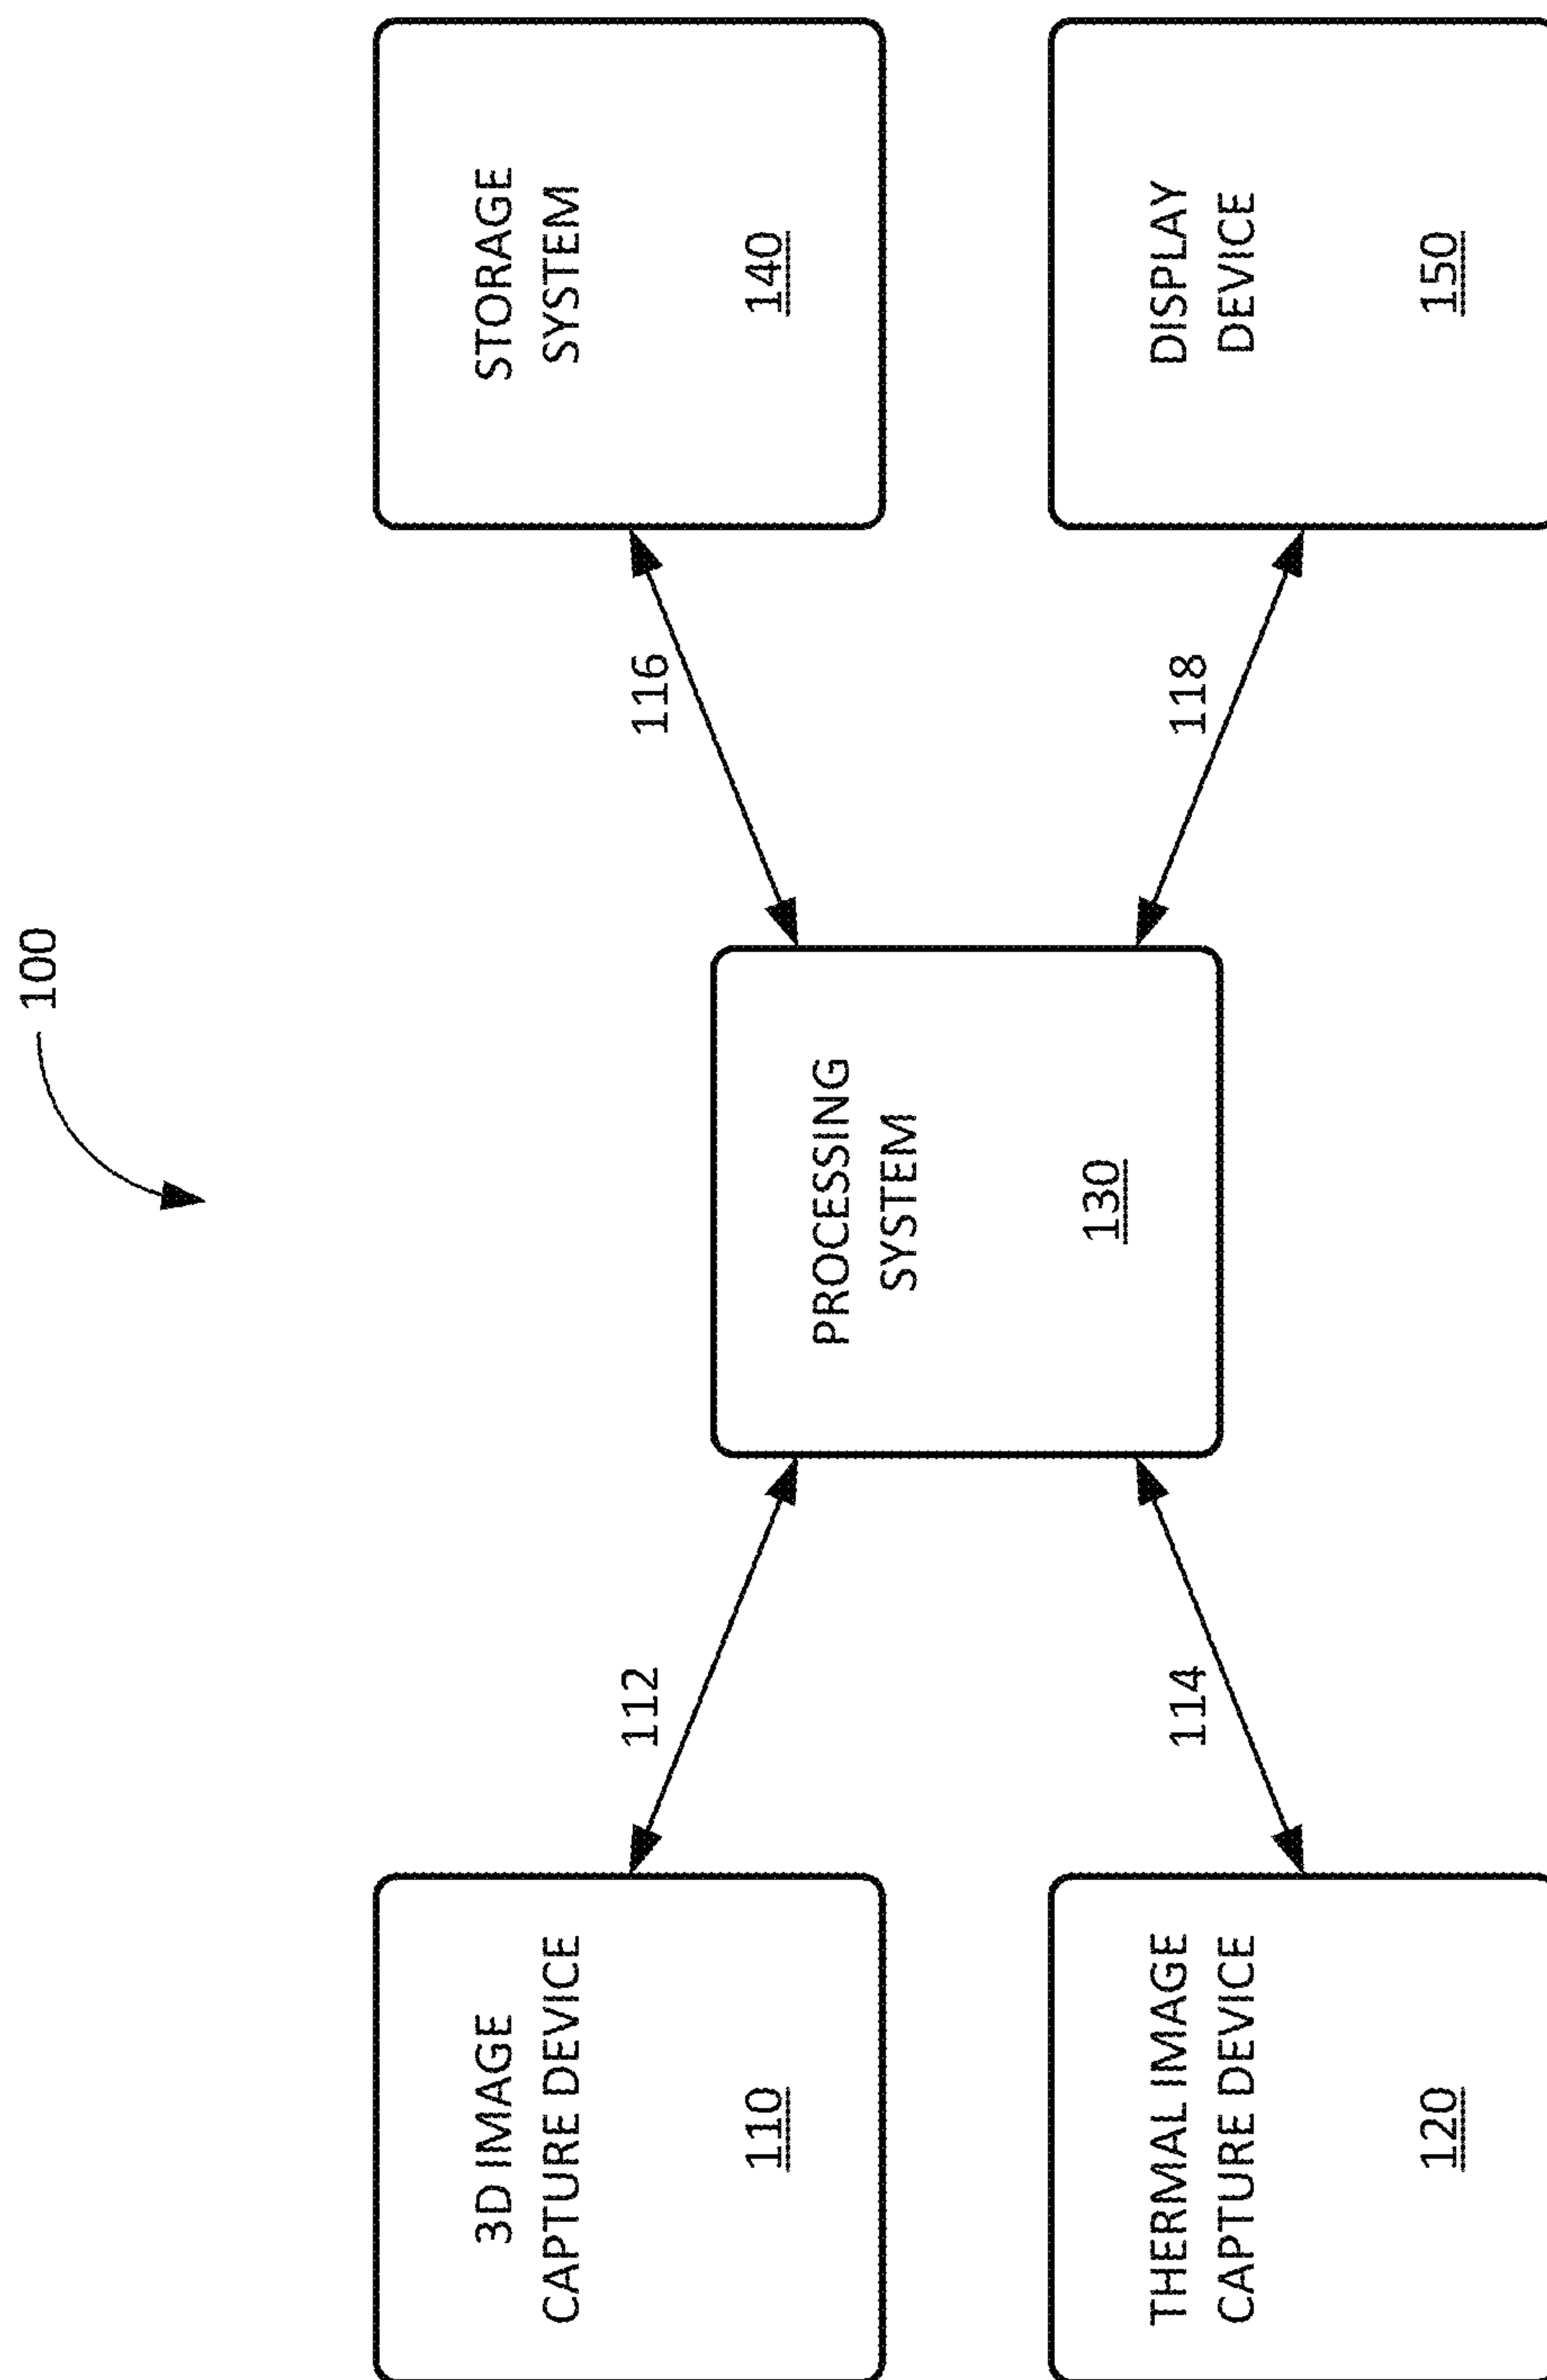 100
3D IMAGE
CAPTURE DEVICE
110
112
PROCESSING
SYSTEM
130
116
STORAGE
SYSTEM
140
THERMAL IMAGE
CAPTURE DEVICE
120
114
118
DISPLAY
DEVICE
150